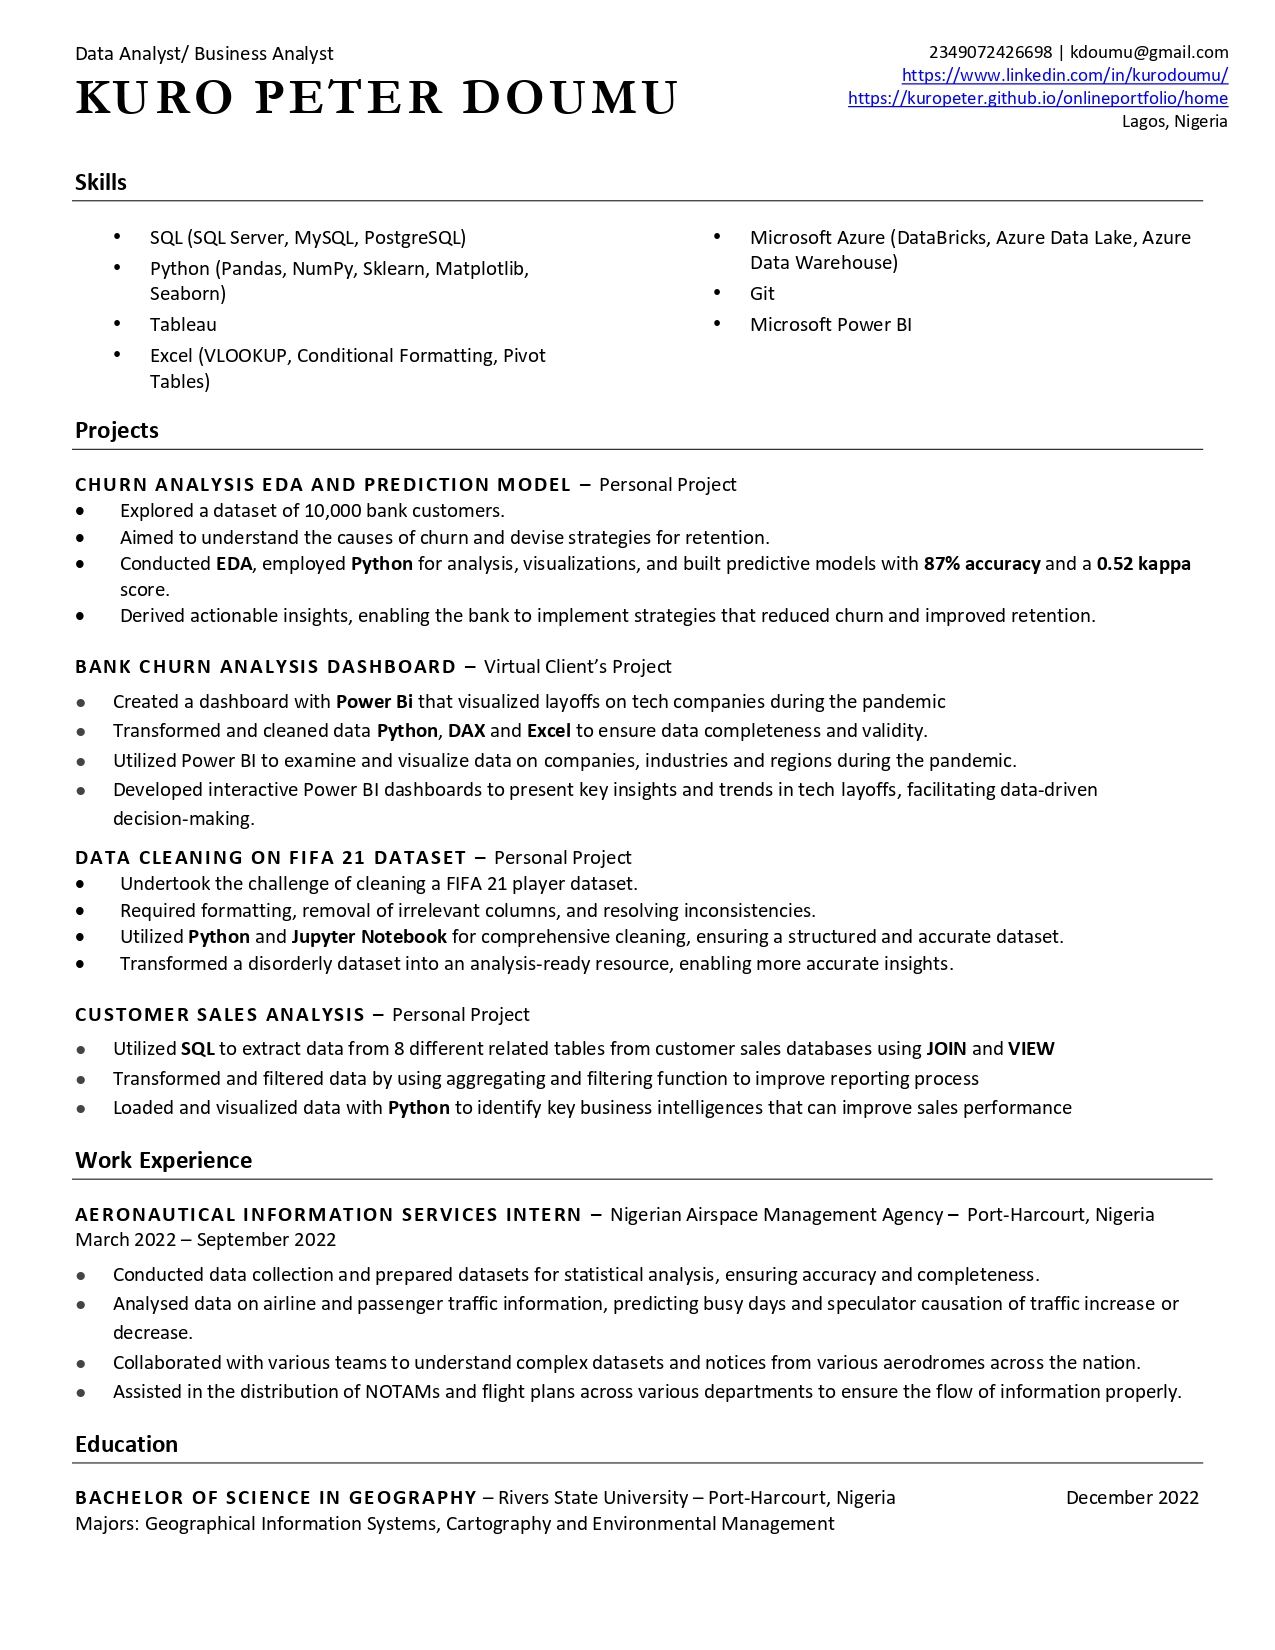 Data Analyst/ Business Analyst
KURO PETER DOUMU
2349072426698 | kdoumu@gmail.com
https://www.linkedin.com/in/kurodoumu/
https://kuropeter.github.io/onlineportfolio/home
Lagos, Nigeria
Skills
• SQL (SQL Server, MySQL, PostgreSQL)
• Python (Pandas, NumPy, Sklearn, Matplotlib,
Seaborn)
• Tableau
• Excel (VLOOKUP, Conditional Formatting, Pivot
Tables)
• Microsoft Azure (DataBricks, Azure Data Lake, Azure
Data Warehouse)
• Git
• Microsoft Power BI
Projects
CHURN ANALYSIS EDA AND PREDICTION MODEL – Personal Project
• Explored a dataset of 10,000 bank customers.
• Aimed to understand the causes of churn and devise strategies for retention.
• Conducted EDA, employed Python for analysis, visualizations, and built predictive models with 87% accuracy and a 0.52 kappa
score.
• Derived actionable insights, enabling the bank to implement strategies that reduced churn and improved retention.
BANK CHURN ANALYSIS DASHBOARD – Virtual Client’s Project
• Created a dashboard with Power Bi that visualized layoffs on tech companies during the pandemic
• Transformed and cleaned data Python, DAX and Excel to ensure data completeness and validity.
• Utilized Power BI to examine and visualize data on companies, industries and regions during the pandemic.
• Developed interactive Power BI dashboards to present key insights and trends in tech layoffs, facilitating data-driven
decision-making.
DATA CLEANING ON FIFA 21 DATASET – Personal Project
• Undertook the challenge of cleaning a FIFA 21 player dataset.
• Required formatting, removal of irrelevant columns, and resolving inconsistencies.
• Utilized Python and Jupyter Notebook for comprehensive cleaning, ensuring a structured and accurate dataset.
• Transformed a disorderly dataset into an analysis-ready resource, enabling more accurate insights.
CUSTOMER SALES ANALYSIS – Personal Project
• Utilized SQL to extract data from 8 different related tables from customer sales databases using JOIN and VIEW
• Transformed and filtered data by using aggregating and filtering function to improve reporting process
• Loaded and visualized data with Python to identify key business intelligences that can improve sales performance
Work Experience
AERONAUTICAL INFORMATION SERVICES INTERN – Nigerian Airspace Management Agency – Port-Harcourt, Nigeria
March 2022 – September 2022
• Conducted data collection and prepared datasets for statistical analysis, ensuring accuracy and completeness.
• Analysed data on airline and passenger traffic information, predicting busy days and speculator causation of traffic increase or
decrease.
• Collaborated with various teams to understand complex datasets and notices from various aerodromes across the nation.
• Assisted in the distribution of NOTAMs and flight plans across various departments to ensure the flow of information properly.
Education
BACHELOR OF SCIENCE IN GEOGRAPHY – Rivers State University – Port-Harcourt, Nigeria December 2022
Majors: Geographical Information Systems, Cartography and Environmental Management